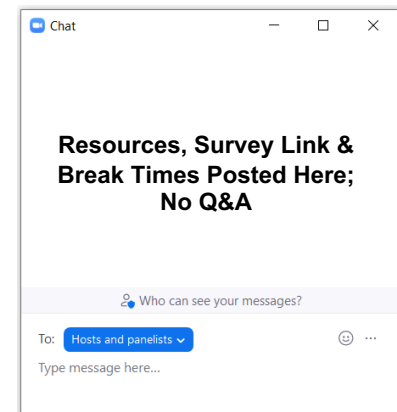 Chat
Resources, Survey Link &
Break Times Posted Here;
No Q&A
Who can see your messages?
To: Hosts and panelists
Type message here...